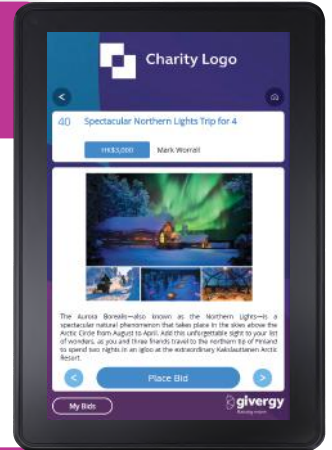 Charity Logo
40 Spectacular Northern Lights Trip for 4
HK$3,000 Mark Worrall
The Aurora Borealis—also known as the Northern Lights—is a
spectacular natural phenomenon that takes place in the skies above the
Arctic Circle from August to April. Add this unforgettable sight to your list
of wonders, as you and three friends travel to the northern tip of Finland
to spend two nights in an igloo at the extraordinary Kakslauttanen Arctic
Resort.
Place Bid
My Bids
givergy